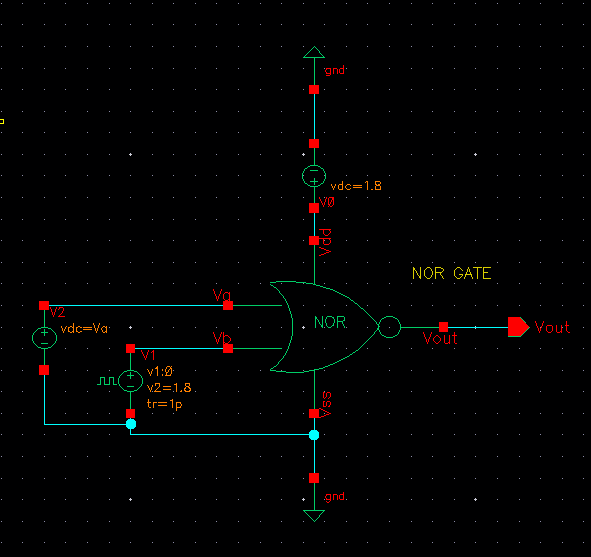 gnd
vdc=1.8
V0
Vdd
NOR GATE
Va
V2
vdc=Va
NOR
Vout
Vout
Vb
V1
v1:0
v2=1.8
tr=1p
Vss
gnd